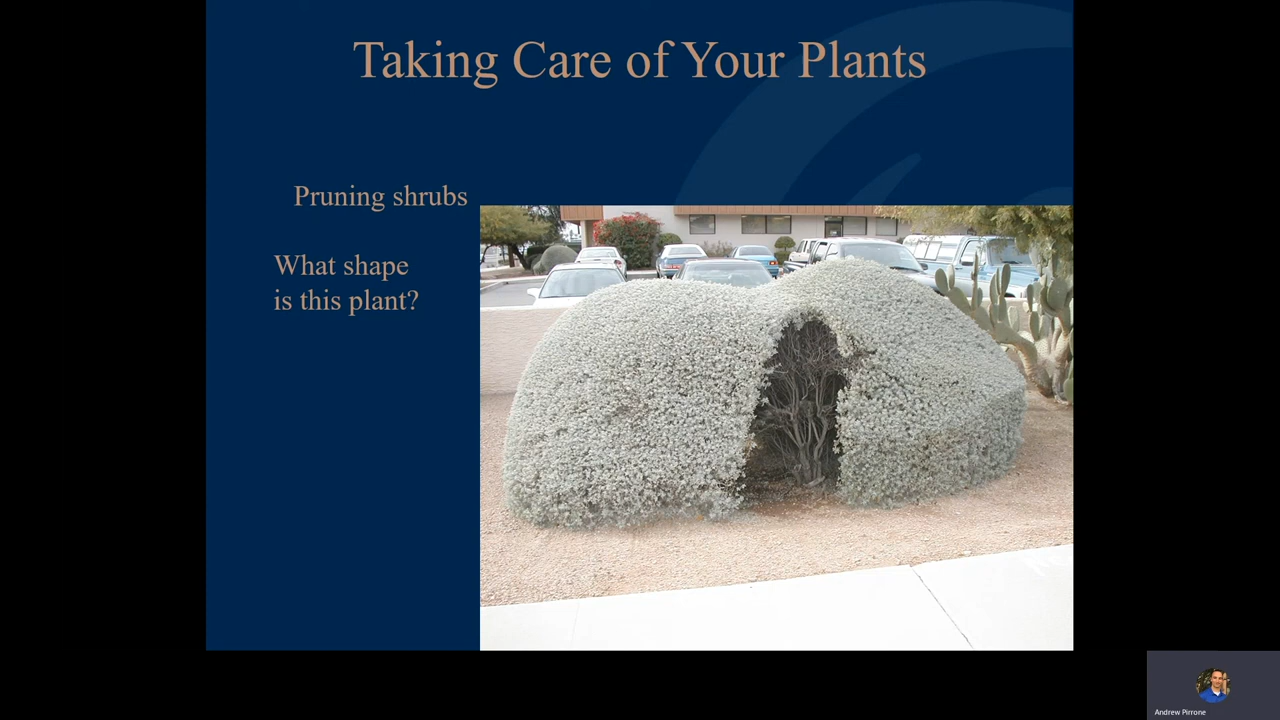 Taking Care of Your Plants
Pruning shrubs
What shape
is this plant?
Andrew Pirrone